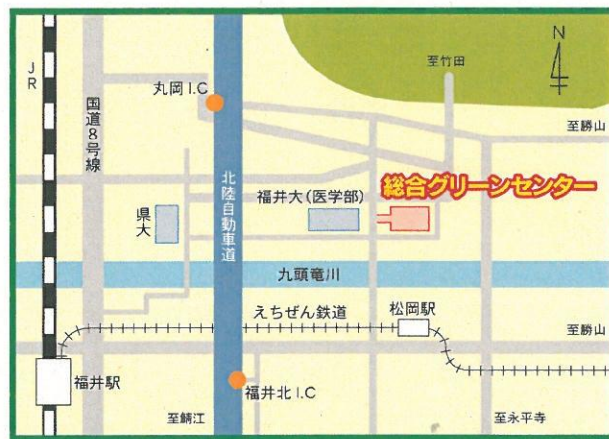 N
至竹田
JR
丸岡 I.C
国道8号線
至勝山
北陸自動車道
総合グリーンセンター
福井大(医学部)
県大
九頭竜川
えちぜん鉄道
松岡駅
至勝山
福井駅
福井北 I.C
至鯖江
至永平寺